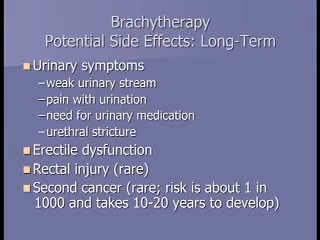 Brachytherapy
Potential Side Effects: Long-Term
Urinary symptoms
–weak urinary stream
–pain with urination
–need for urinary medication
–urethral stricture
Erectile dysfunction
Rectal injury (rare)
Second cancer (rare; risk is about 1 in
1000 and takes 10-20 years to develop)